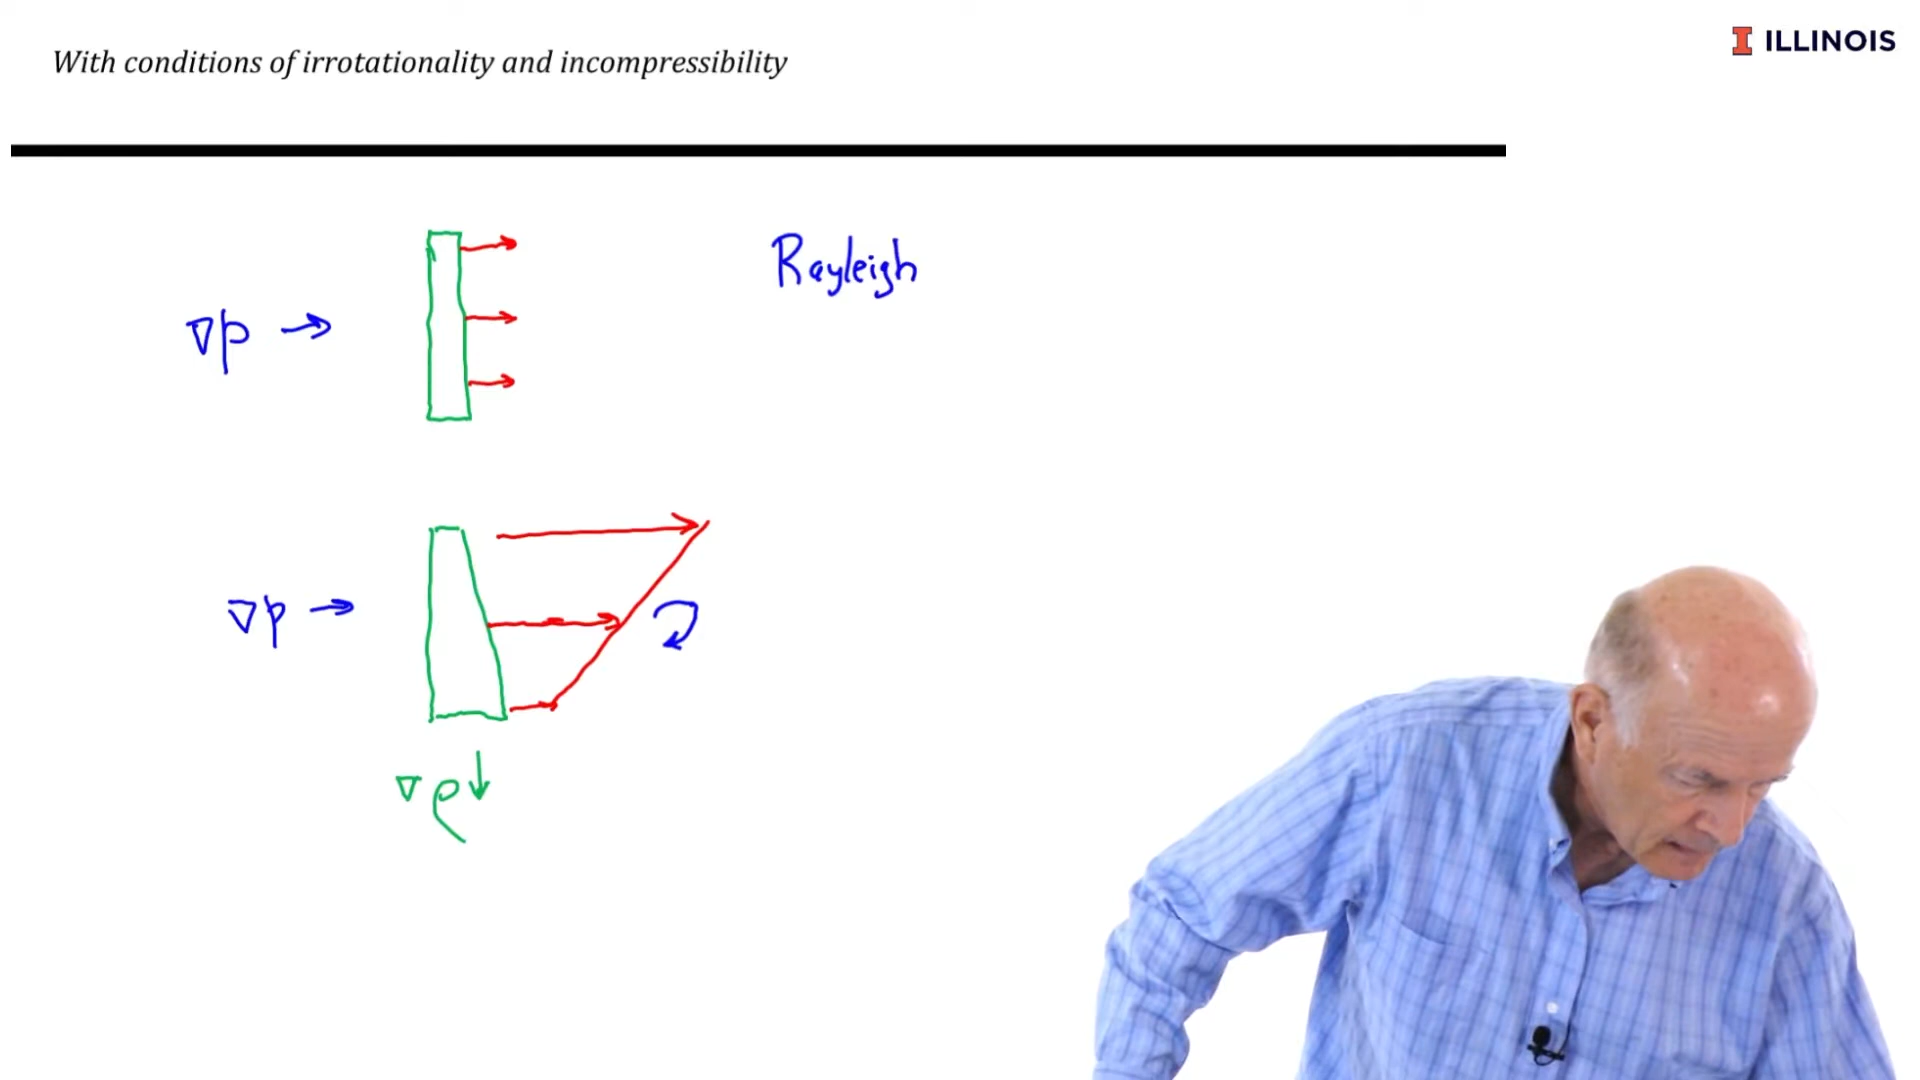 With conditions of irrotationality and incompressibility
ILLINOIS
Rayleigh
∇p →
∇p →
∇ρ↓